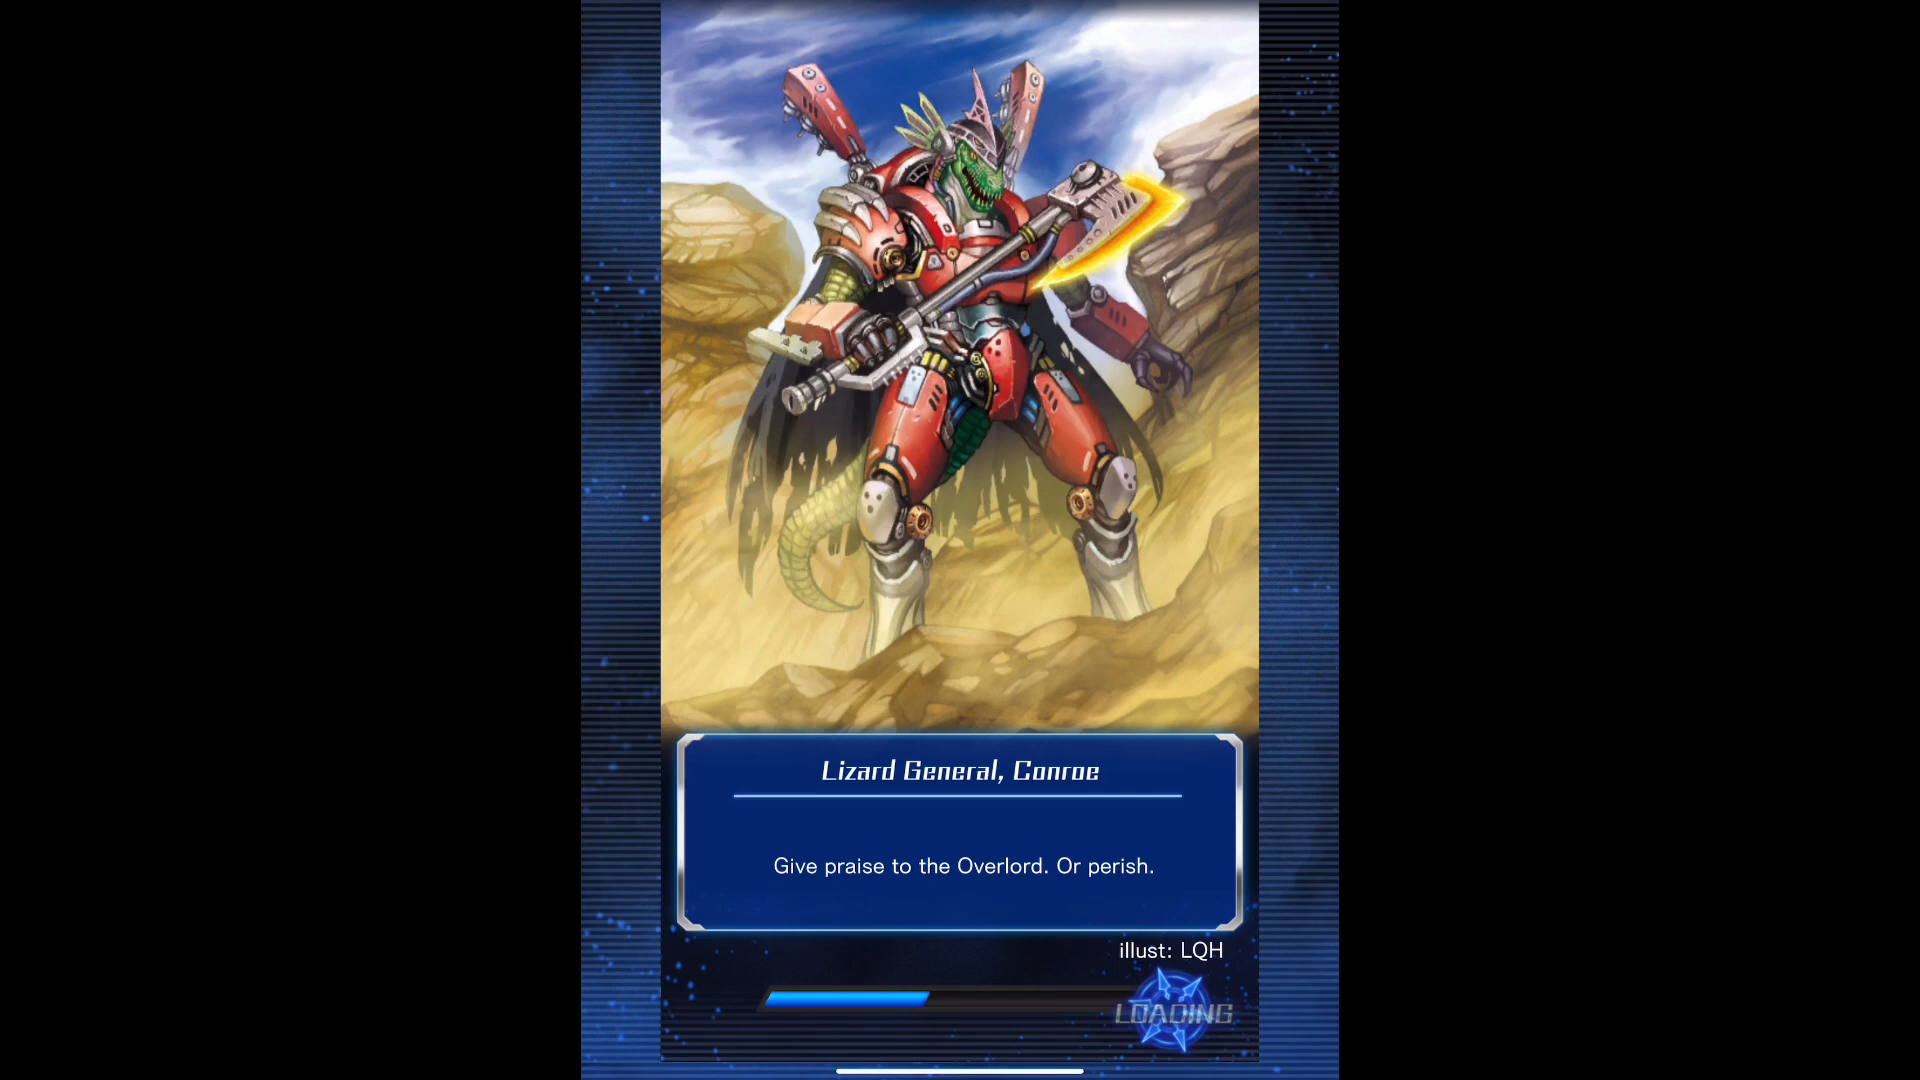 Lizard General, Conroe
Give praise to the Overlord. Or perish.
illust: LQH
LOADING